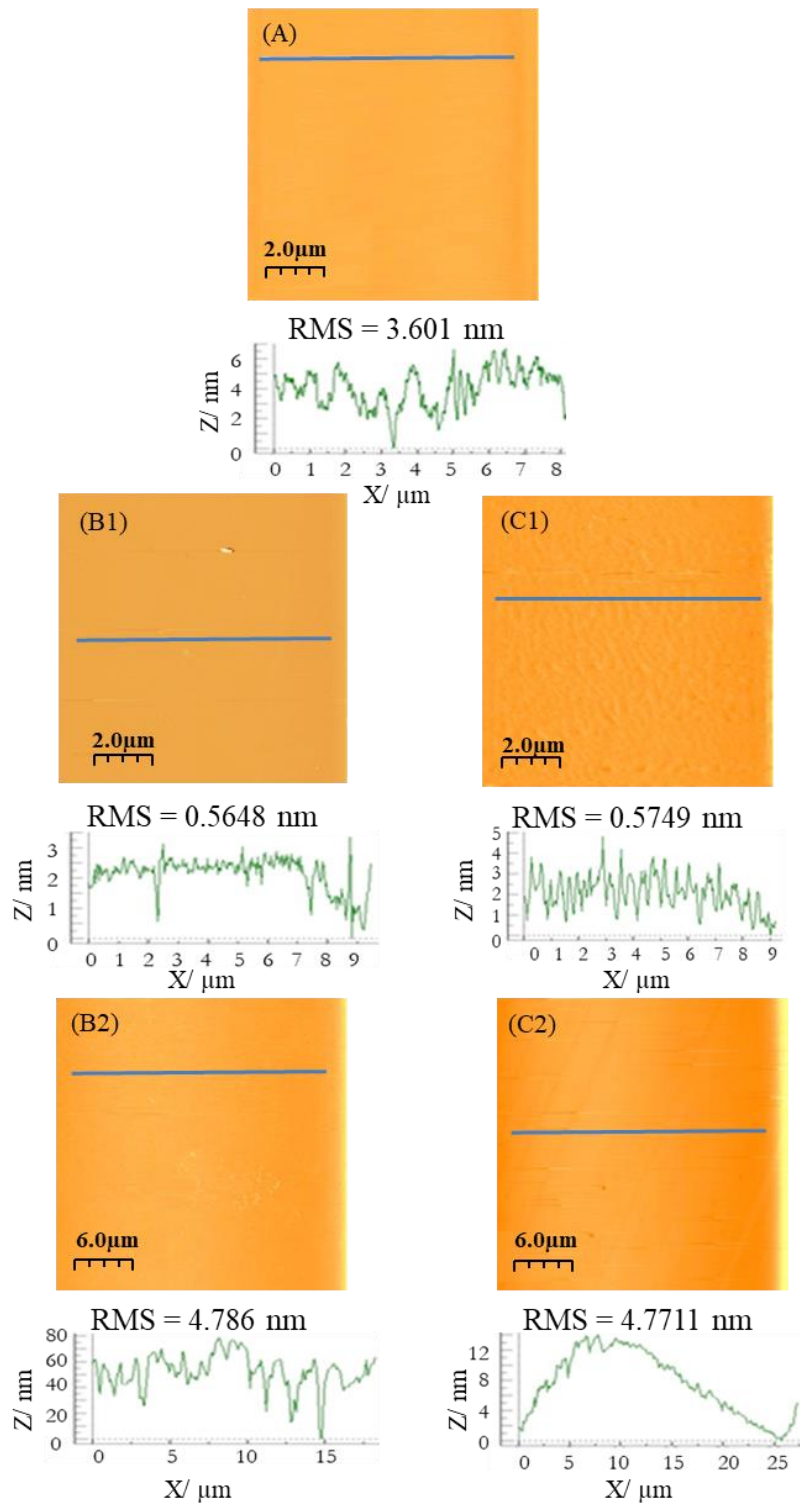 (A)
2.0μm
RMS = 3.601 nm
Z/ nm
6
4
2
0
0 1 2 3 4 5 6 7 8
X/ μm
(B1)
2.0μm
RMS = 0.5648 nm
Z/ nm
3
2
1
0
0 1 2 3 4 5 6 7 8 9
X/ μm
(C1)
2.0μm
RMS = 0.5749 nm
Z/ nm
5
4
3
2
1
0
0 1 2 3 4 5 6 7 8 9
X/ μm
(B2)
6.0μm
RMS = 4.786 nm
Z/ nm
80
60
40
20
0
0 5 10 15
X/ μm
(C2)
6.0μm
RMS = 4.7711 nm
Z/ nm
12
8
4
0
0 5 10 15 20 25
X/ μm